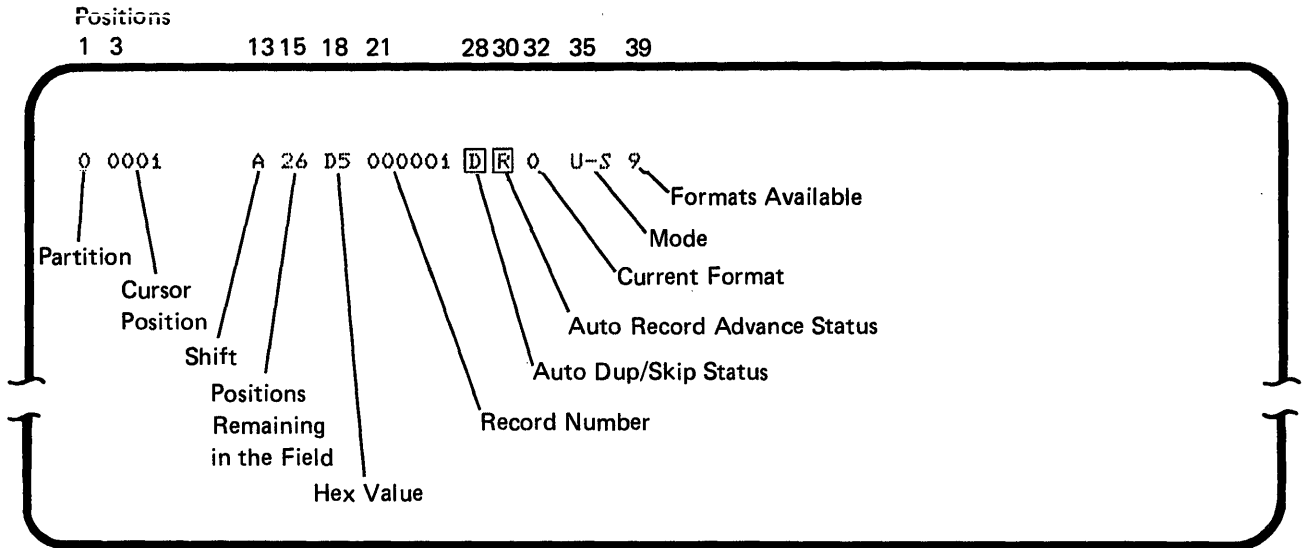 Positions
1 3 13 15 18 21 28 30 32 35 39
0 0001 A 26 D5 000001 D R 0 U-S 9
Formats Available
Mode
Partition
Current Format
Cursor
Position
Auto Record Advance Status
Shift
Auto Dup/Skip Status
Positions
Remaining
in the Field
Record Number
Hex Value